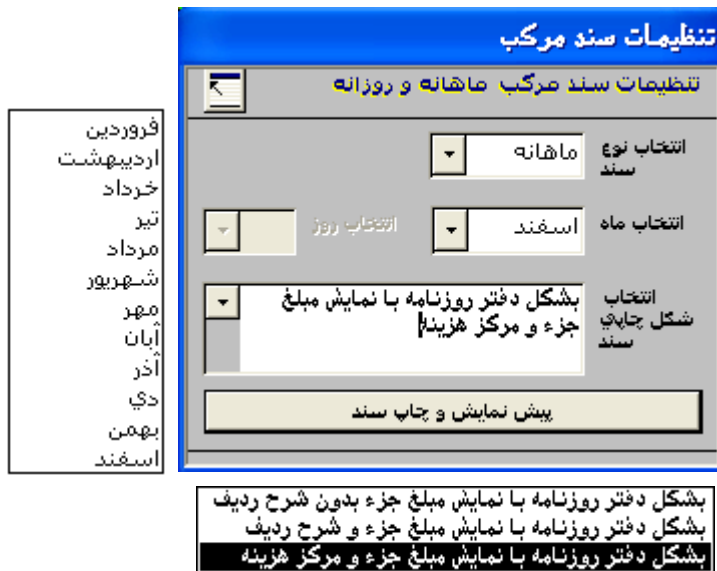 تنظیمات سند مرکب
تنظیمات سند مرکب ماهانه و روزانه
انتخاب نوع
سند
ماهانه
انتخاب ماه
اسفند
انتخاب روز
انتخاب
شکل چاپي
سند
بشکل دفتر روزنامه با نمایش مبلغ
جزء و مرکز هزینه
پیش نمایش و چاپ سند
فروردین
اردیبهشت
خرداد
تیر
مرداد
شهریور
مهر
آبان
آذر
دي
بهمن
اسفند
بشکل دفتر روزنامه با نمایش مبلغ جزء بدون شرح ردیف
بشکل دفتر روزنامه با نمایش مبلغ جزء و شرح ردیف
بشکل دفتر روزنامه با نمایش مبلغ جزء و مرکز هزینه